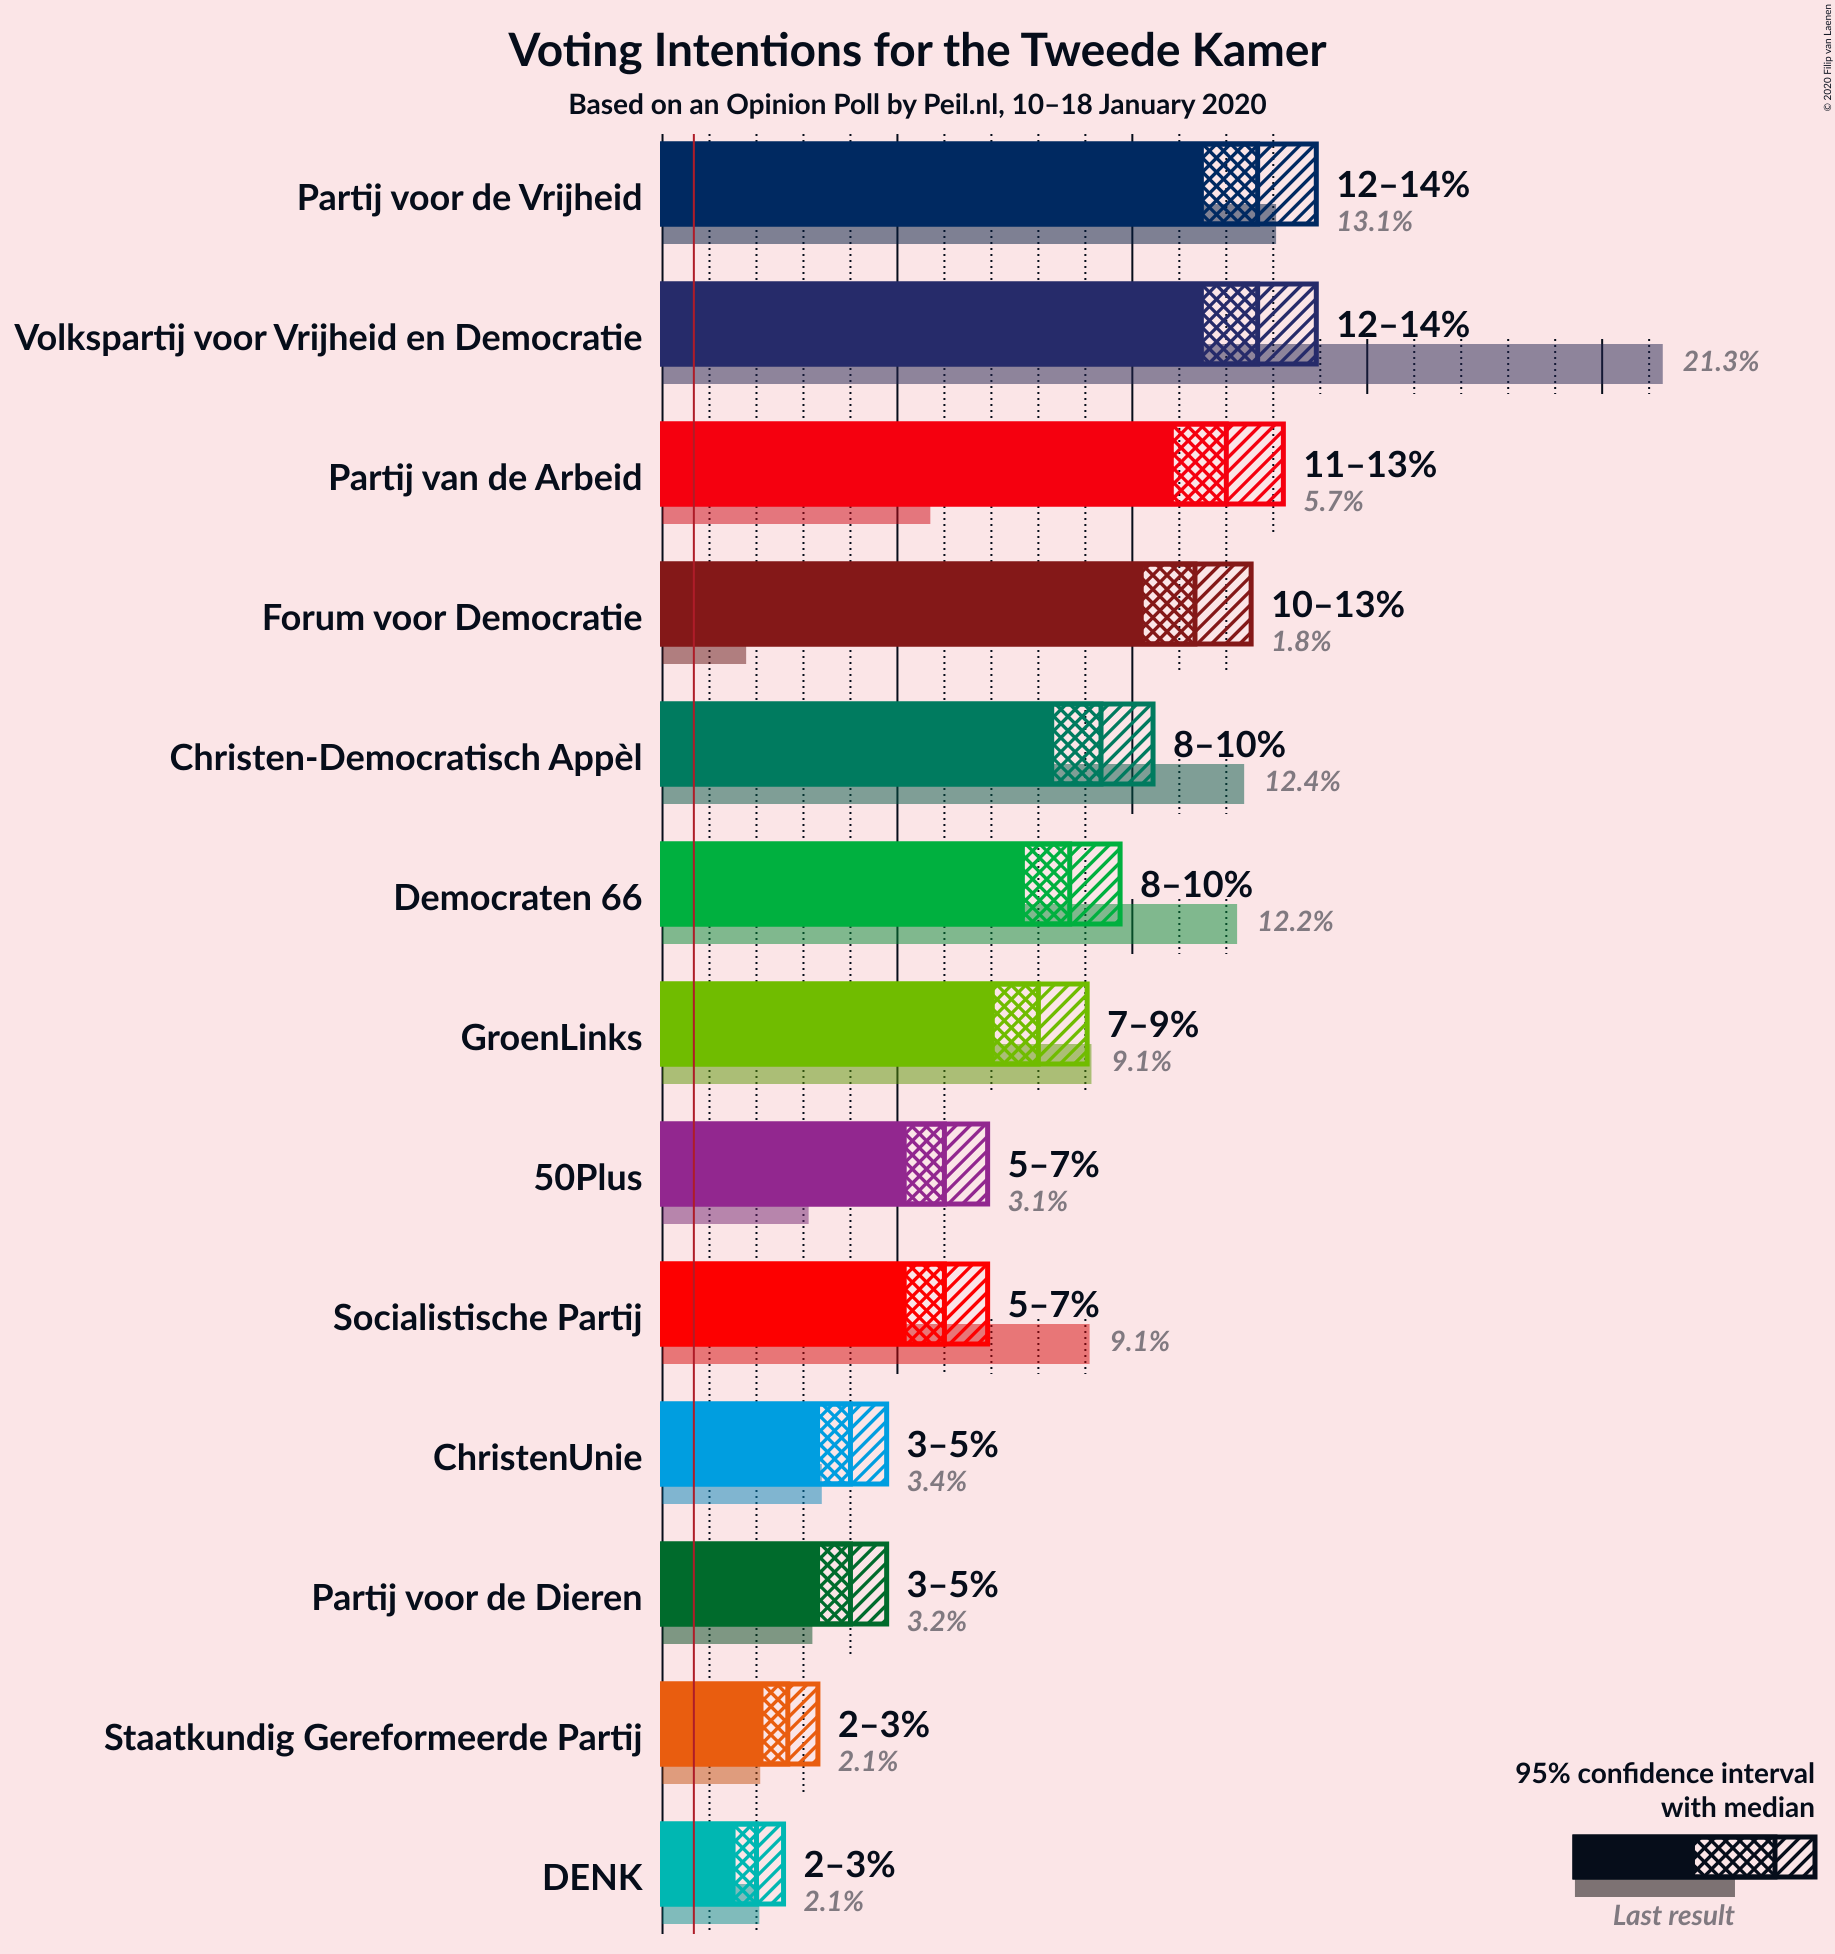 Voting Intentions for the Tweede Kamer
Based on an Opinion Poll by Peil.nl, 10–18 January 2020
© 2020 Filip van Laenen
Partij voor de Vrijheid
12–14%
13.1%
Volkspartij voor Vrijheid en Democratie
12–14%
21.3%
Partij van de Arbeid
11–13%
5.7%
Forum voor Democratie
10–13%
1.8%
Christen-Democratisch Appèl
8–10%
12.4%
Democraten 66
8–10%
12.2%
GroenLinks
7–9%
9.1%
50Plus
5–7%
3.1%
Socialistische Partij
5–7%
9.1%
ChristenUnie
3–5%
3.4%
Partij voor de Dieren
3–5%
3.2%
Staatkundig Gereformeerde Partij
2–3%
2.1%
DENK
2–3%
2.1%
95% confidence interval
with median
Last result